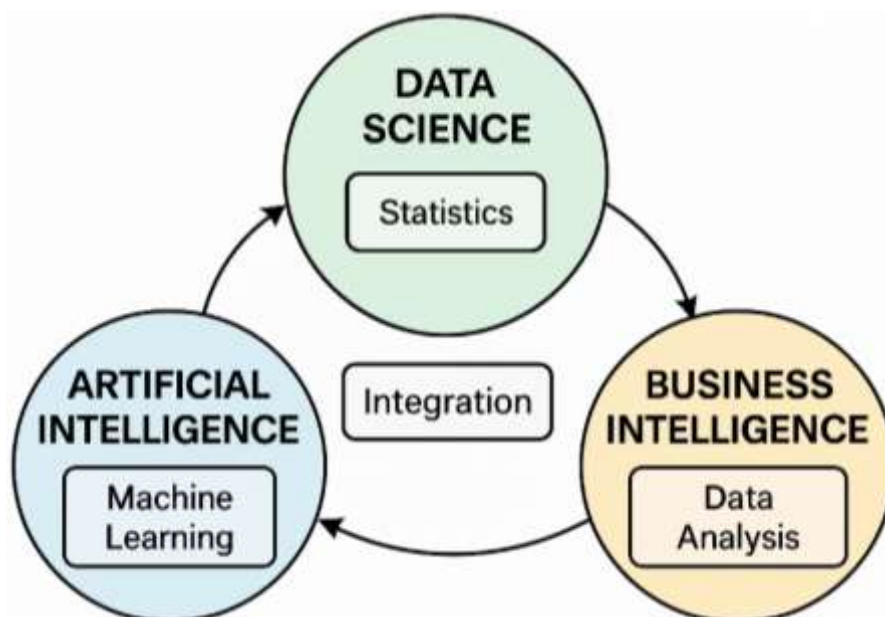 DATA
SCIENCE
Statistics
Integration
ARTIFICIAL
INTELLIGENCE
Machine
Learning
BUSINESS
INTELLIGENCE
Data
Analysis